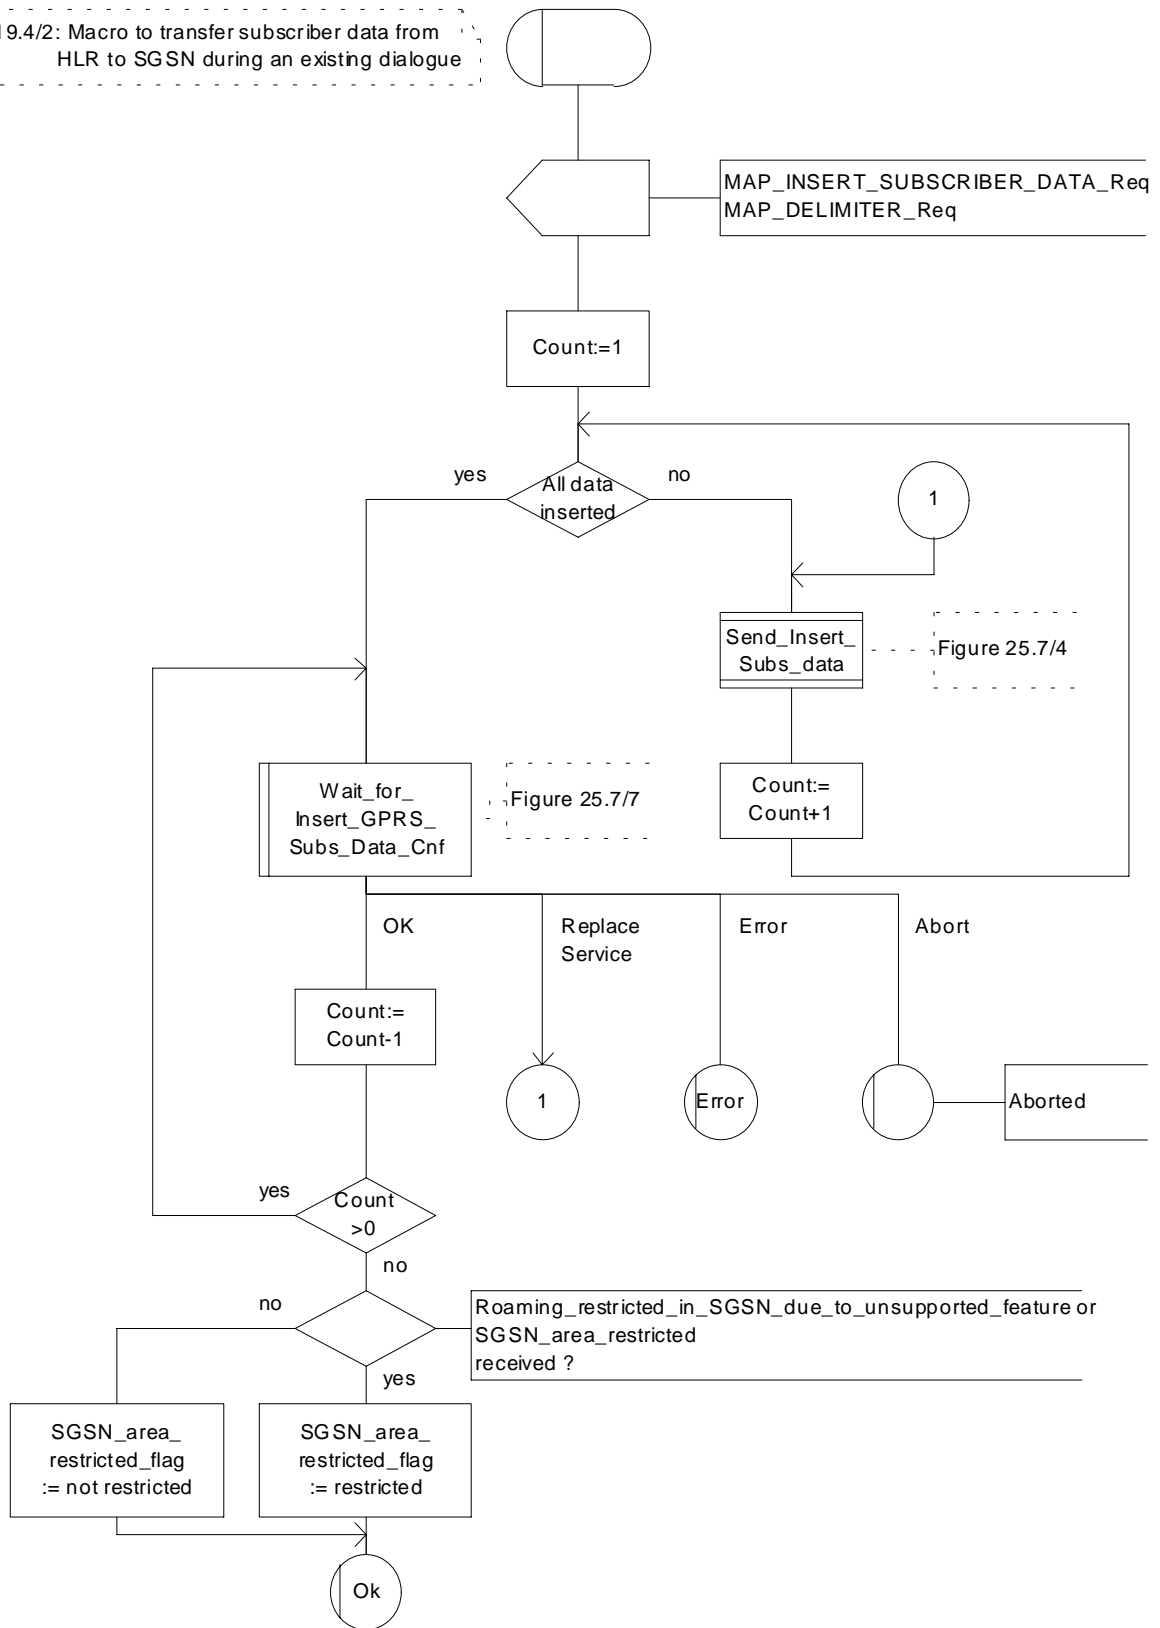 19.4/2: Macro to transfer subscriber data from
HLR to SGSN during an existing dialogue
MAP_INSERT_SUBSCRIBER_DATA_Req
MAP_DELIMITER_Req
Count:=1
yes
All data
inserted
no
1
Send_Insert_
Subs_data
Figure 25.7/4
Wait_for_
Insert_GPRS_
Subs_Data_Cnf
Figure 25.7/7
Count:=
Count+1
OK
Replace
Service
Error
Abort
Count:=
Count-1
1
Error
Aborted
yes
Count
>0
no
no
Roaming_restricted_in_SGSN_due_to_unsupported_feature or
SGSN_area_restricted
received ?
yes
SGSN_area_
restricted_flag
:= not restricted
SGSN_area_
restricted_flag
:= restricted
Ok